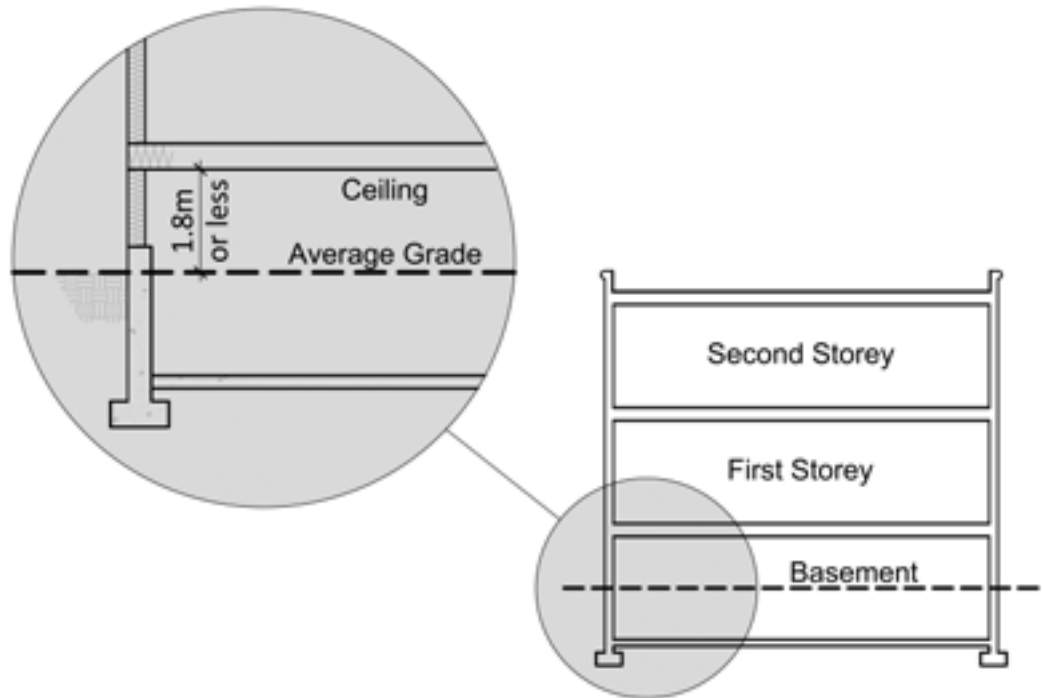 Ceiling
1.8m
or less
Average Grade
Second Storey
First Storey
Basement